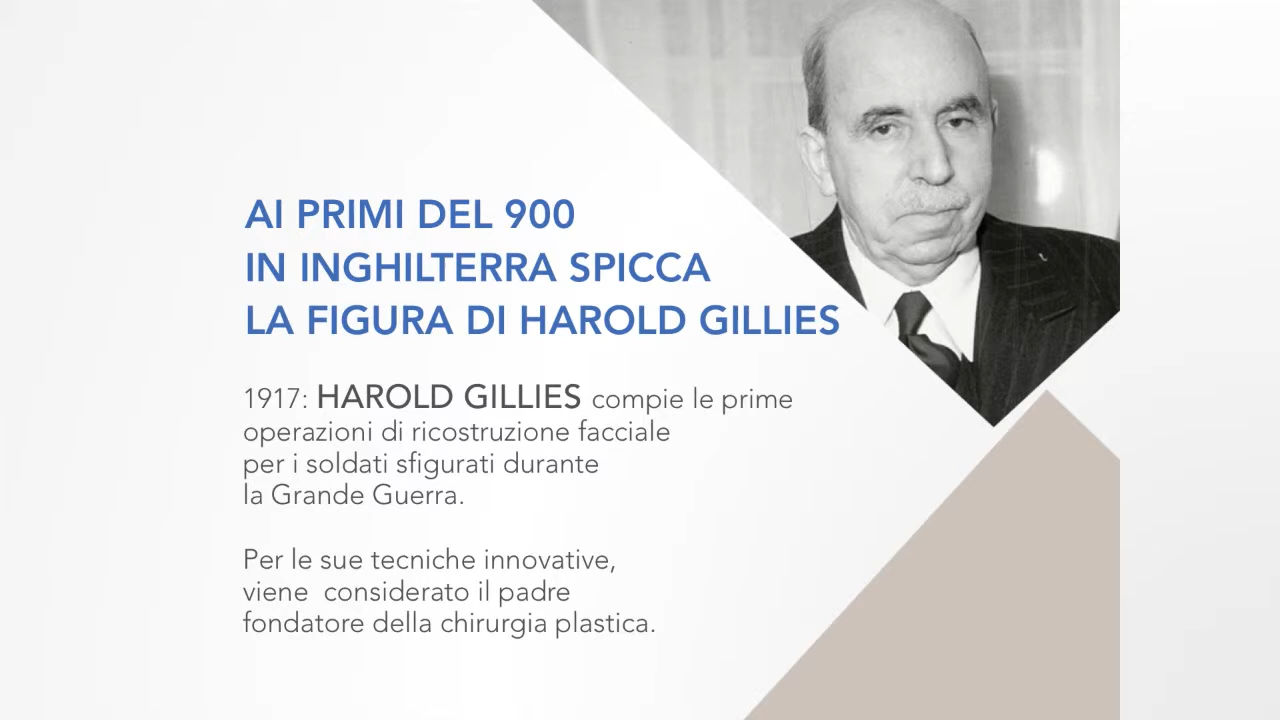 AI PRIMI DEL 900
IN INGHILTERRA SPICCA
LA FIGURA DI HAROLD GILLIES
1917: HAROLD GILLIES compie le prime
operazioni di ricostruzione facciale
per i soldati sfigurati durante
la Grande Guerra.
Per le sue tecniche innovative,
viene  considerato il padre
fondatore della chirurgia plastica.